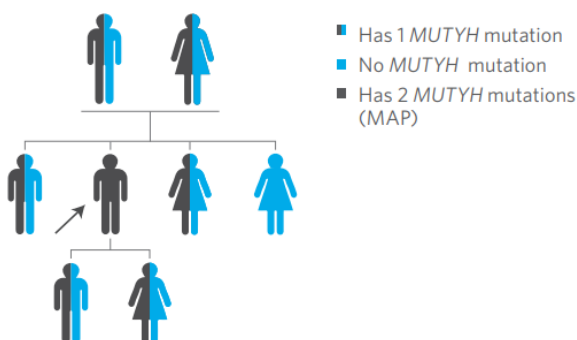 Has 1 MUTYH mutation
No MUTYH mutation
Has 2 MUTYH mutations
(MAP)